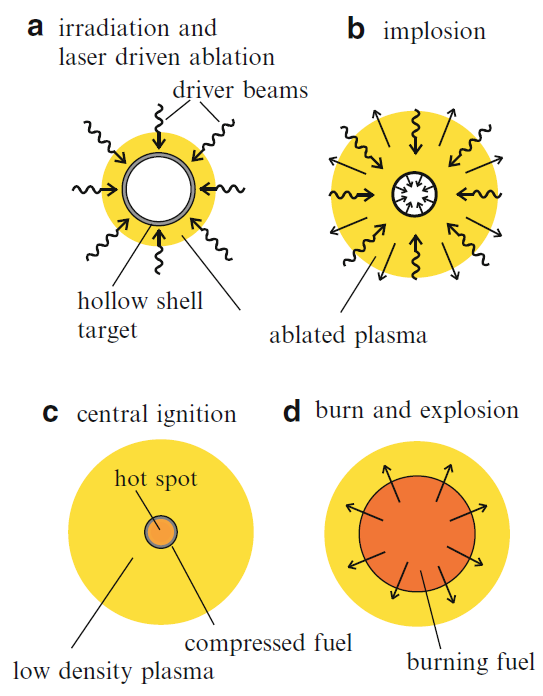 a irradiation and
laser driven ablation
driver beams
hollow shell
target
b implosion
ablated plasma
c central ignition
hot spot
compressed fuel
low density plasma
d burn and explosion
burning fuel